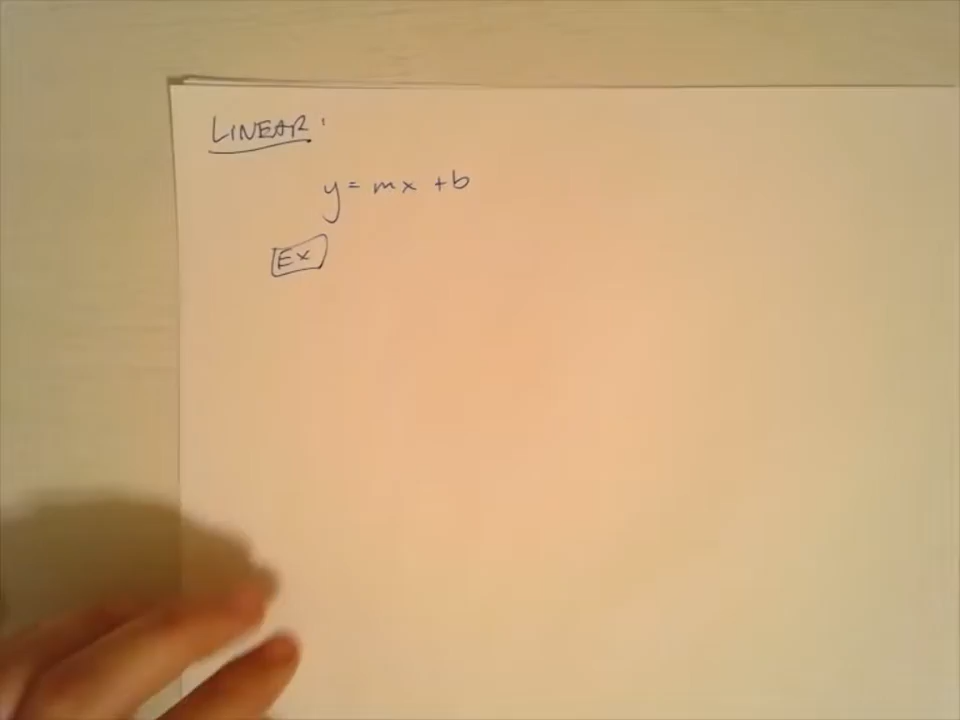 LINEAR:
y = mx + b
Ex